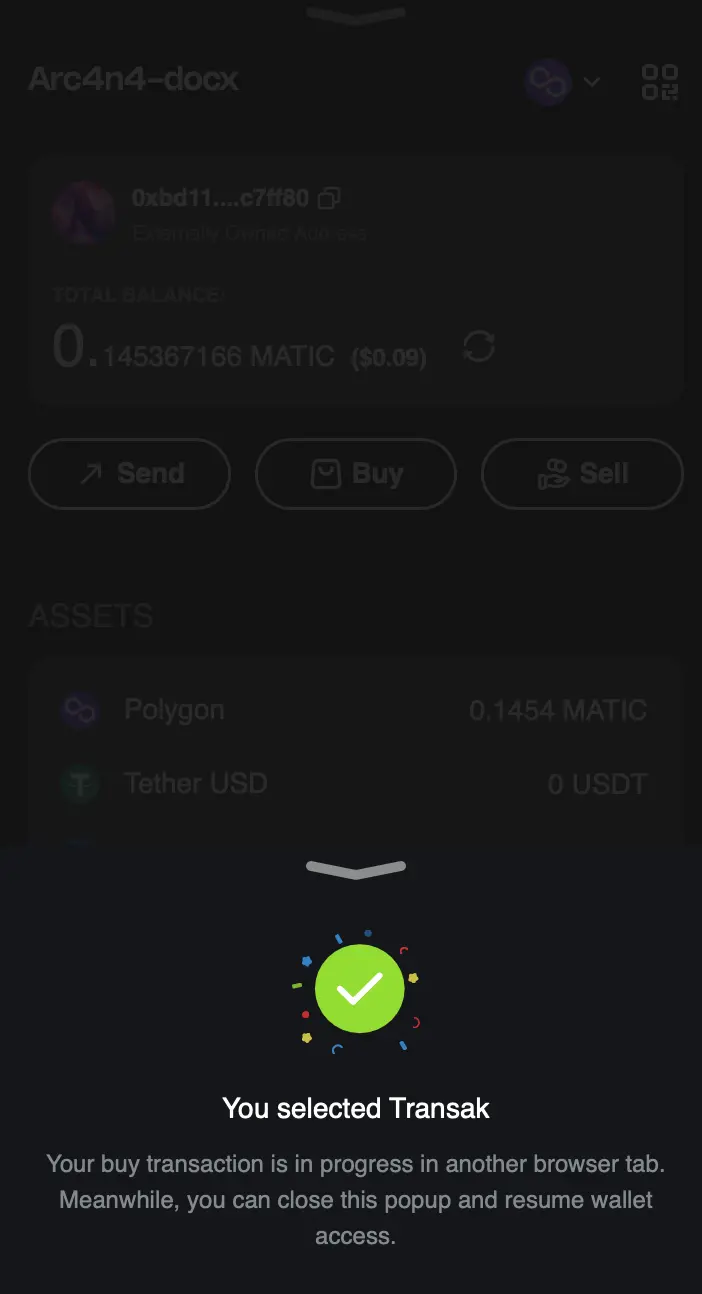 Arc4n4-docx
0xbd11....c7ff80
Externally Owned Address
TOTAL BALANCE
0.145367166 MATIC ($0.09)
Send Buy Sell
ASSETS
Polygon 0.1454 MATIC
Tether USD 0 USDT
You selected Transak
Your buy transaction is in progress in another browser tab.
Meanwhile, you can close this popup and resume wallet
access.